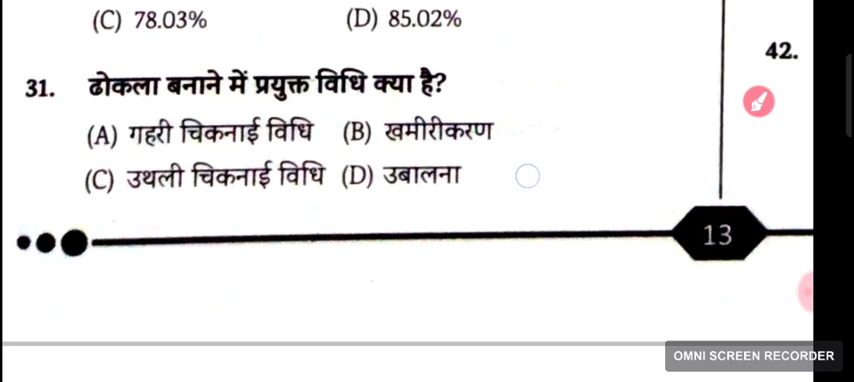 (C) 78.03% (D) 85.02%
42.
31. ढोकला बनाने में प्रयुक्त विधि क्या है?
(A) गहरी चिकनाई विधि (B) खमीरीकरण
(C) उथली चिकनाई विधि (D) उबालना
13
OMNI SCREEN RECORDER